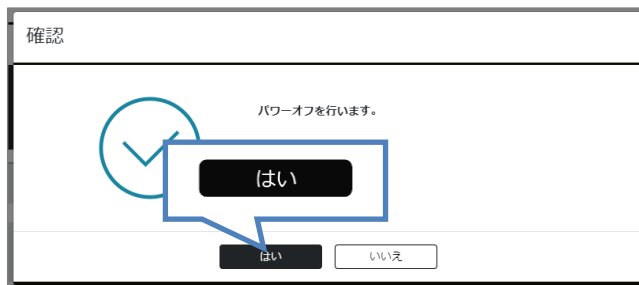 確認
パワーオフを行います。
はい
はい
いいえ